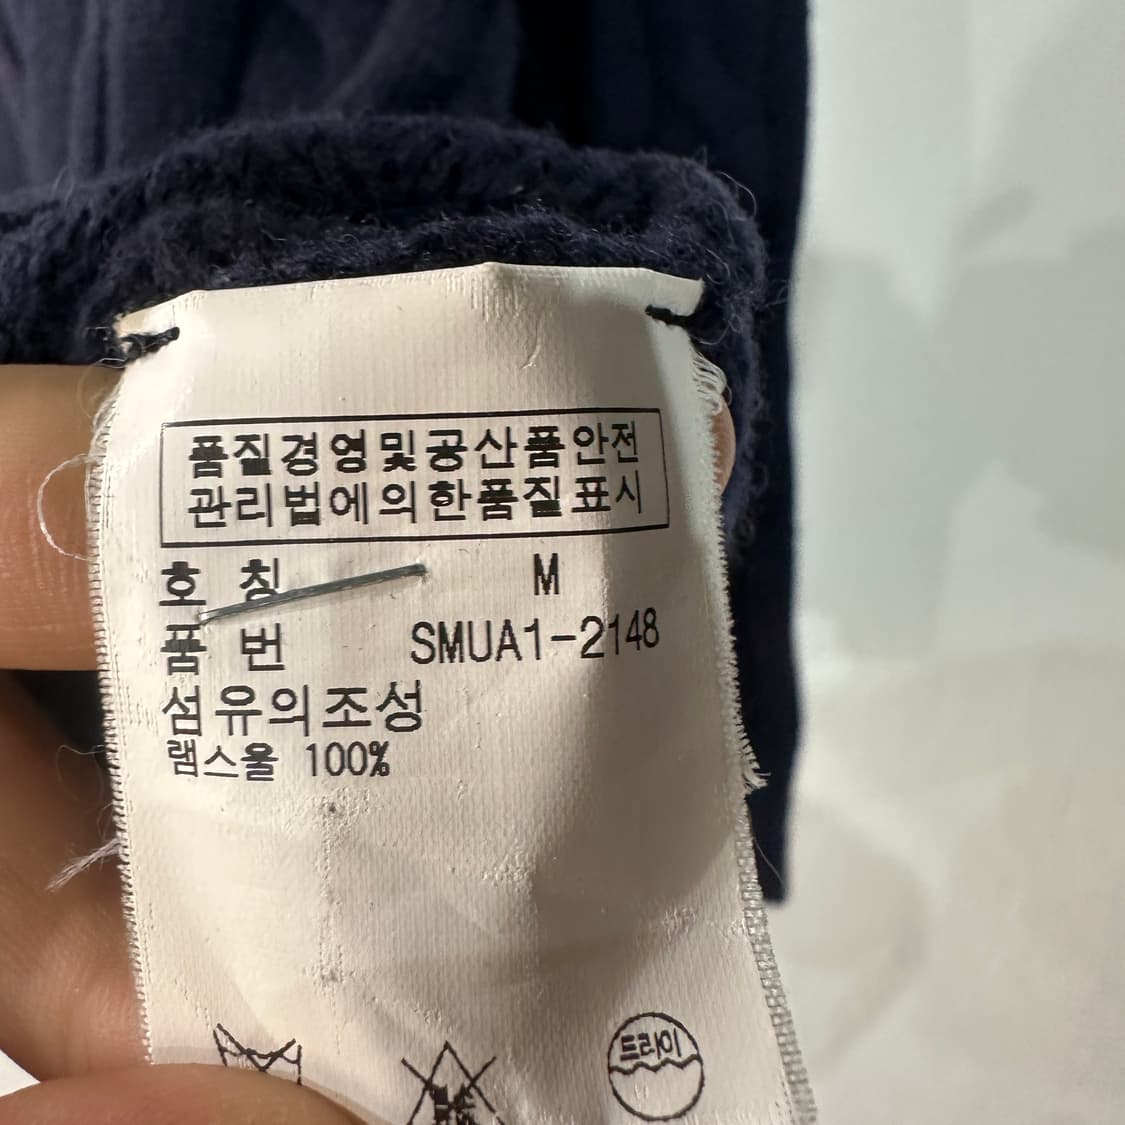 품질경영및공산품안전
관리법에의한품질표시
호 칭 M
품 번 SMUA1-2148
섬유의조성
램스울 100%
드라이